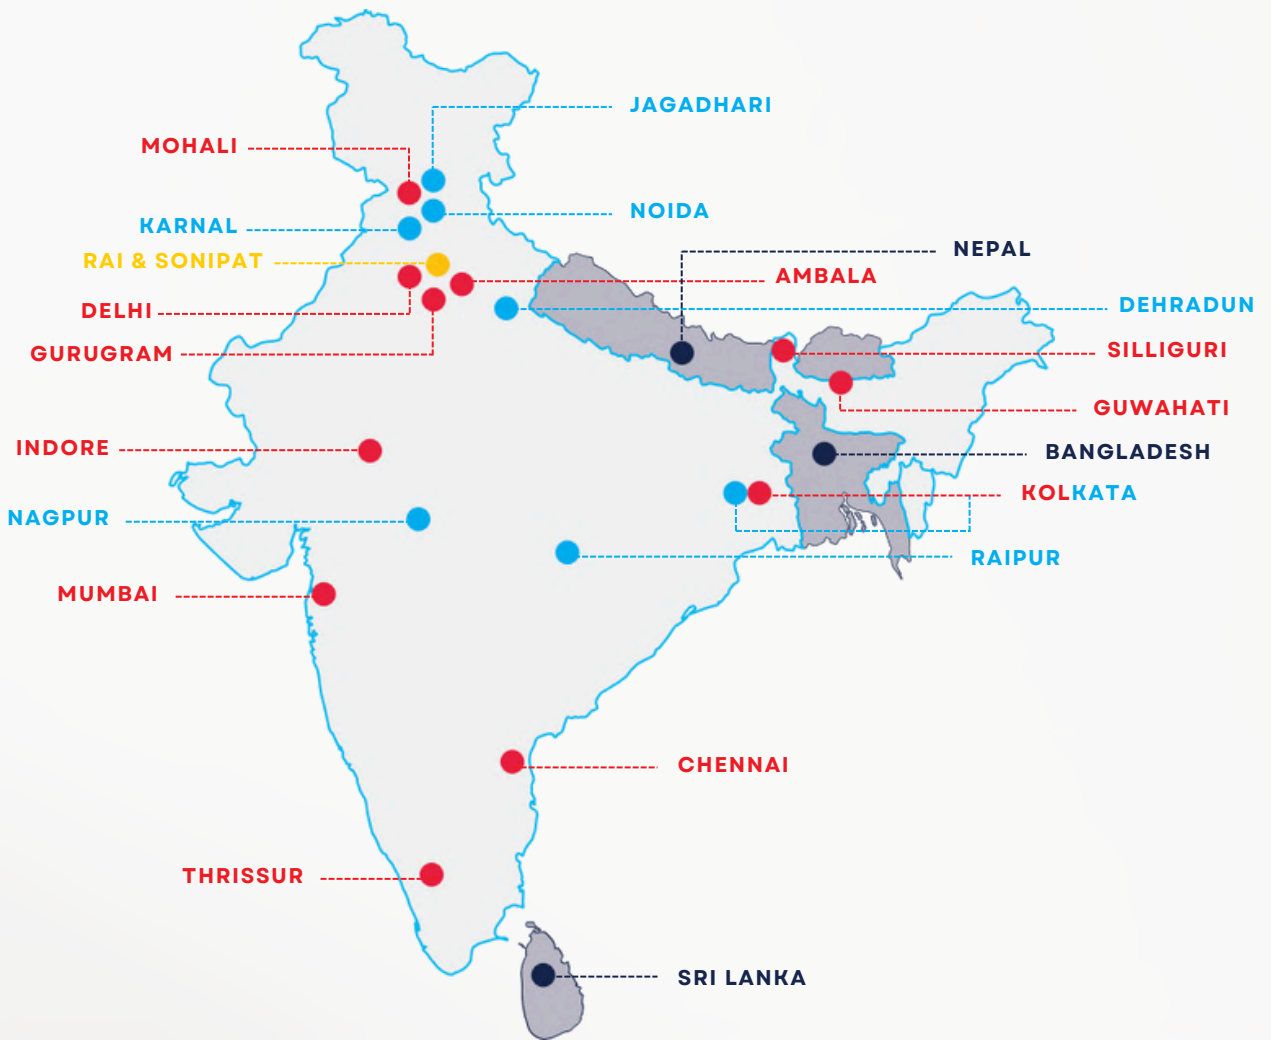 JAGADHARI
MOHALI
NOIDA
KARNAL
NEPAL
RAI & SONIPAT
AMBALA
DEHRADUN
DELHI
GURUGRAM
SILLIGURI
GUWAHATI
INDORE
BANGLADESH
KOLKATA
NAGPUR
RAIPUR
MUMBAI
CHENNAI
THRISSUR
SRI LANKA